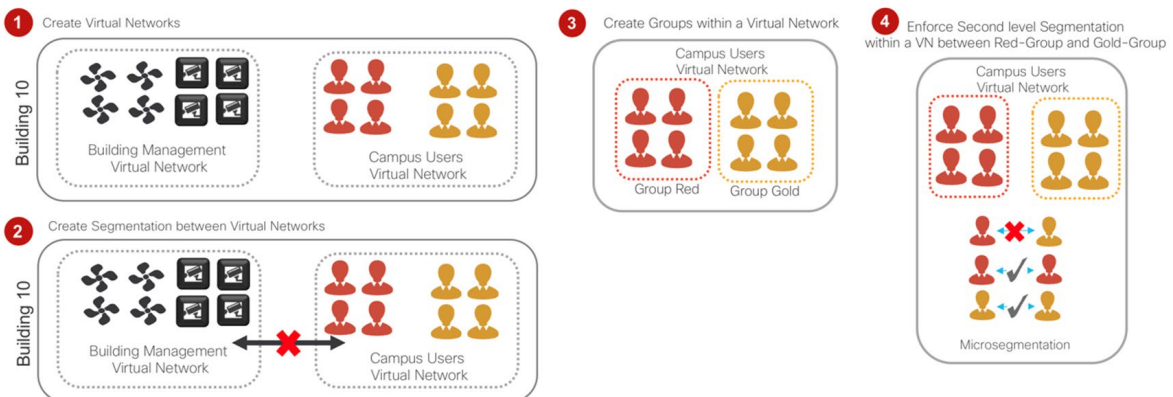 1
Create Virtual Networks
Building 10
Building Management
Virtual Network
Campus Users
Virtual Network
2
Create Segmentation between Virtual Networks
Building 10
Building Management
Virtual Network
Campus Users
Virtual Network
3
Create Groups within a Virtual Network
Campus Users
Virtual Network
Group Red
Group Gold
4
Enforce Second level Segmentation
within a VN between Red-Group and Gold-Group
Campus Users
Virtual Network
Microsegmentation